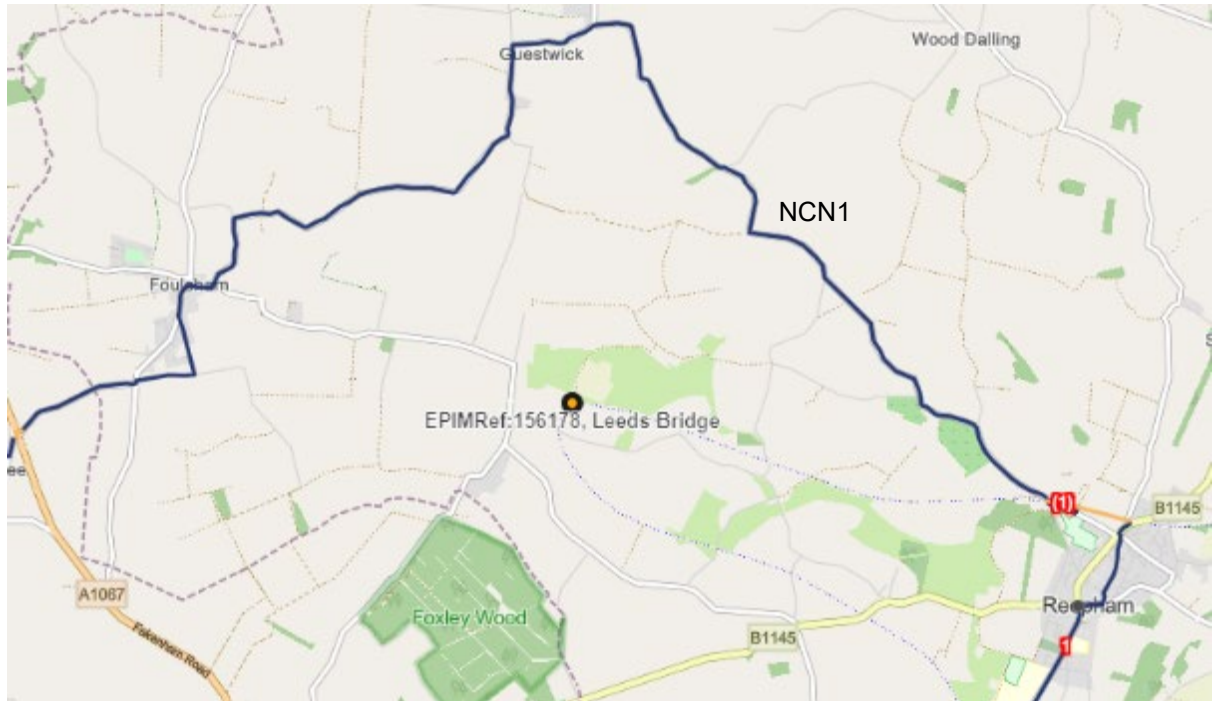 Guestwick
Wood Dalling
NCN1
Foulsham
EPIMRef:156178, Leeds Bridge
ee
(1)
B1145
A1067
Foxley Wood
Reepham
Fakenham Road
B1145
1
S